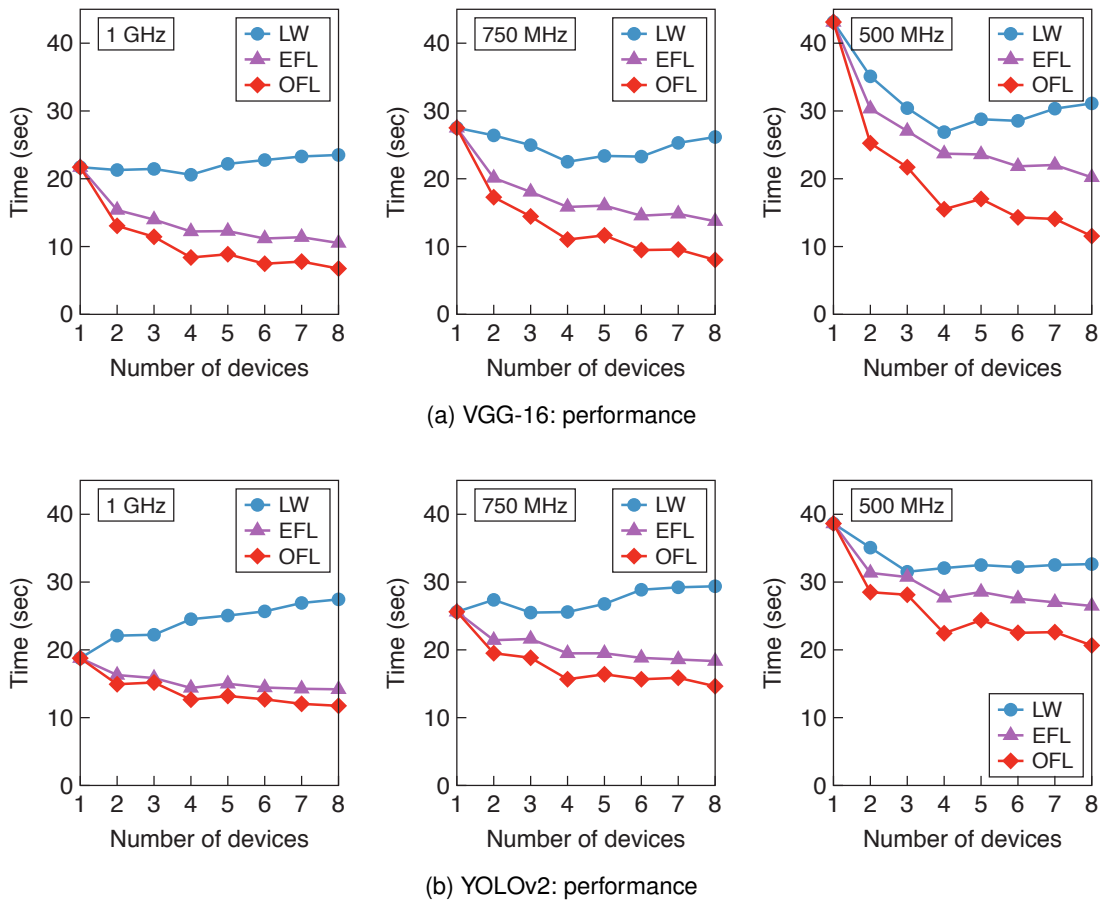 1 GHz
LW
EFL
OFL
Time (sec)
40
30
20
10
0
1 2 3 4 5 6 7 8
Number of devices
750 MHz
LW
EFL
OFL
Time (sec)
40
30
20
10
0
1 2 3 4 5 6 7 8
Number of devices
500 MHz
LW
EFL
OFL
Time (sec)
40
30
20
10
0
1 2 3 4 5 6 7 8
Number of devices
(a) VGG-16: performance
1 GHz
LW
EFL
OFL
Time (sec)
40
30
20
10
0
1 2 3 4 5 6 7 8
Number of devices
750 MHz
LW
EFL
OFL
Time (sec)
40
30
20
10
0
1 2 3 4 5 6 7 8
Number of devices
500 MHz
Time (sec)
40
30
20
10
0
LW
EFL
OFL
1 2 3 4 5 6 7 8
Number of devices
(b) YOLOv2: performance